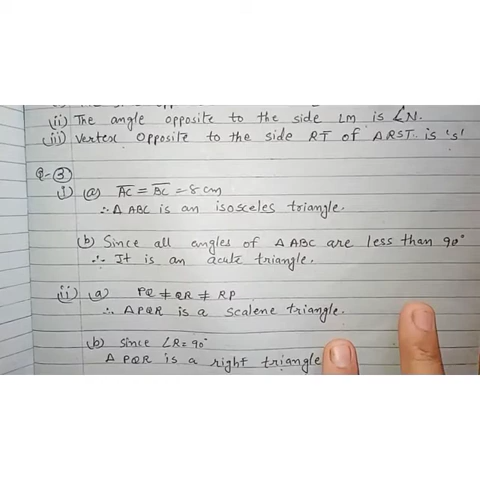 (ii) The angle opposite to the side LM is ∠N.
(iii) Vertex opposite to the side RT of △RST. is 's'
Q-③
(i) (a) A̅C̅ = B̅C̅ = 8 cm
∴ △ ABC is an isosceles triangle.
(b) Since all angles of △ ABC are less than 90°
∴ It is an acute triangle.
(ii) (a) PQ ≠ QR ≠ RP
∴ △PQR is a scalene triangle.
(b) Since ∠R= 90°
△ PQR is a right triangle